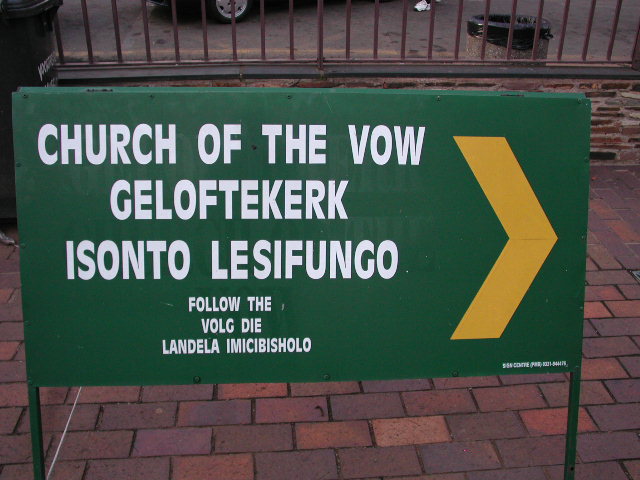 CHURCH OF THE VOW
GELOFTEKERK
ISONTO LESIFUNGO
FOLLOW THE
VOLG DIE
LANDELA IMICIBISHOLO